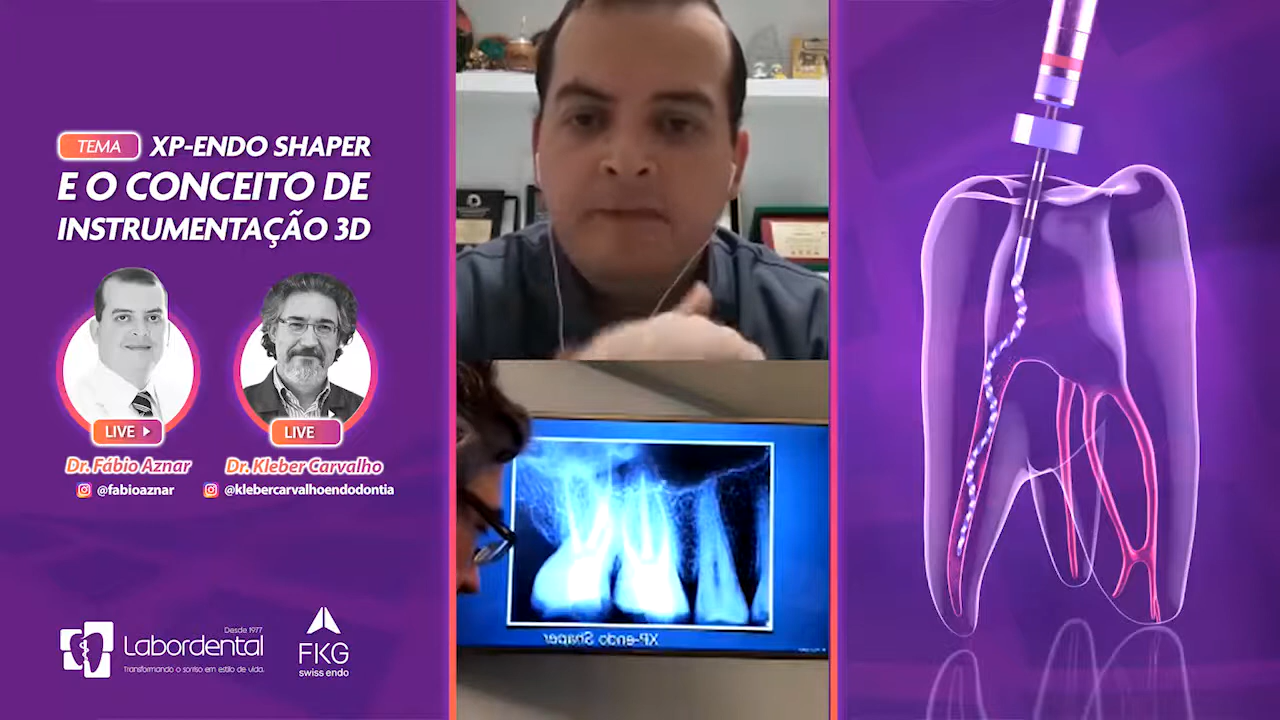 TEMA XP-ENDO SHAPER
E O CONCEITO DE
INSTRUMENTAÇÃO 3D
LIVE
LIVE
Dr. Fábio Aznar
Dr. Kleber Carvalho
@fabioaznar
@klebercarvalhoendodontia
Desde 1977
Labordental
Transformando o sorriso em estilo de vida.
FKG
swiss endo
XP-endo Shaper